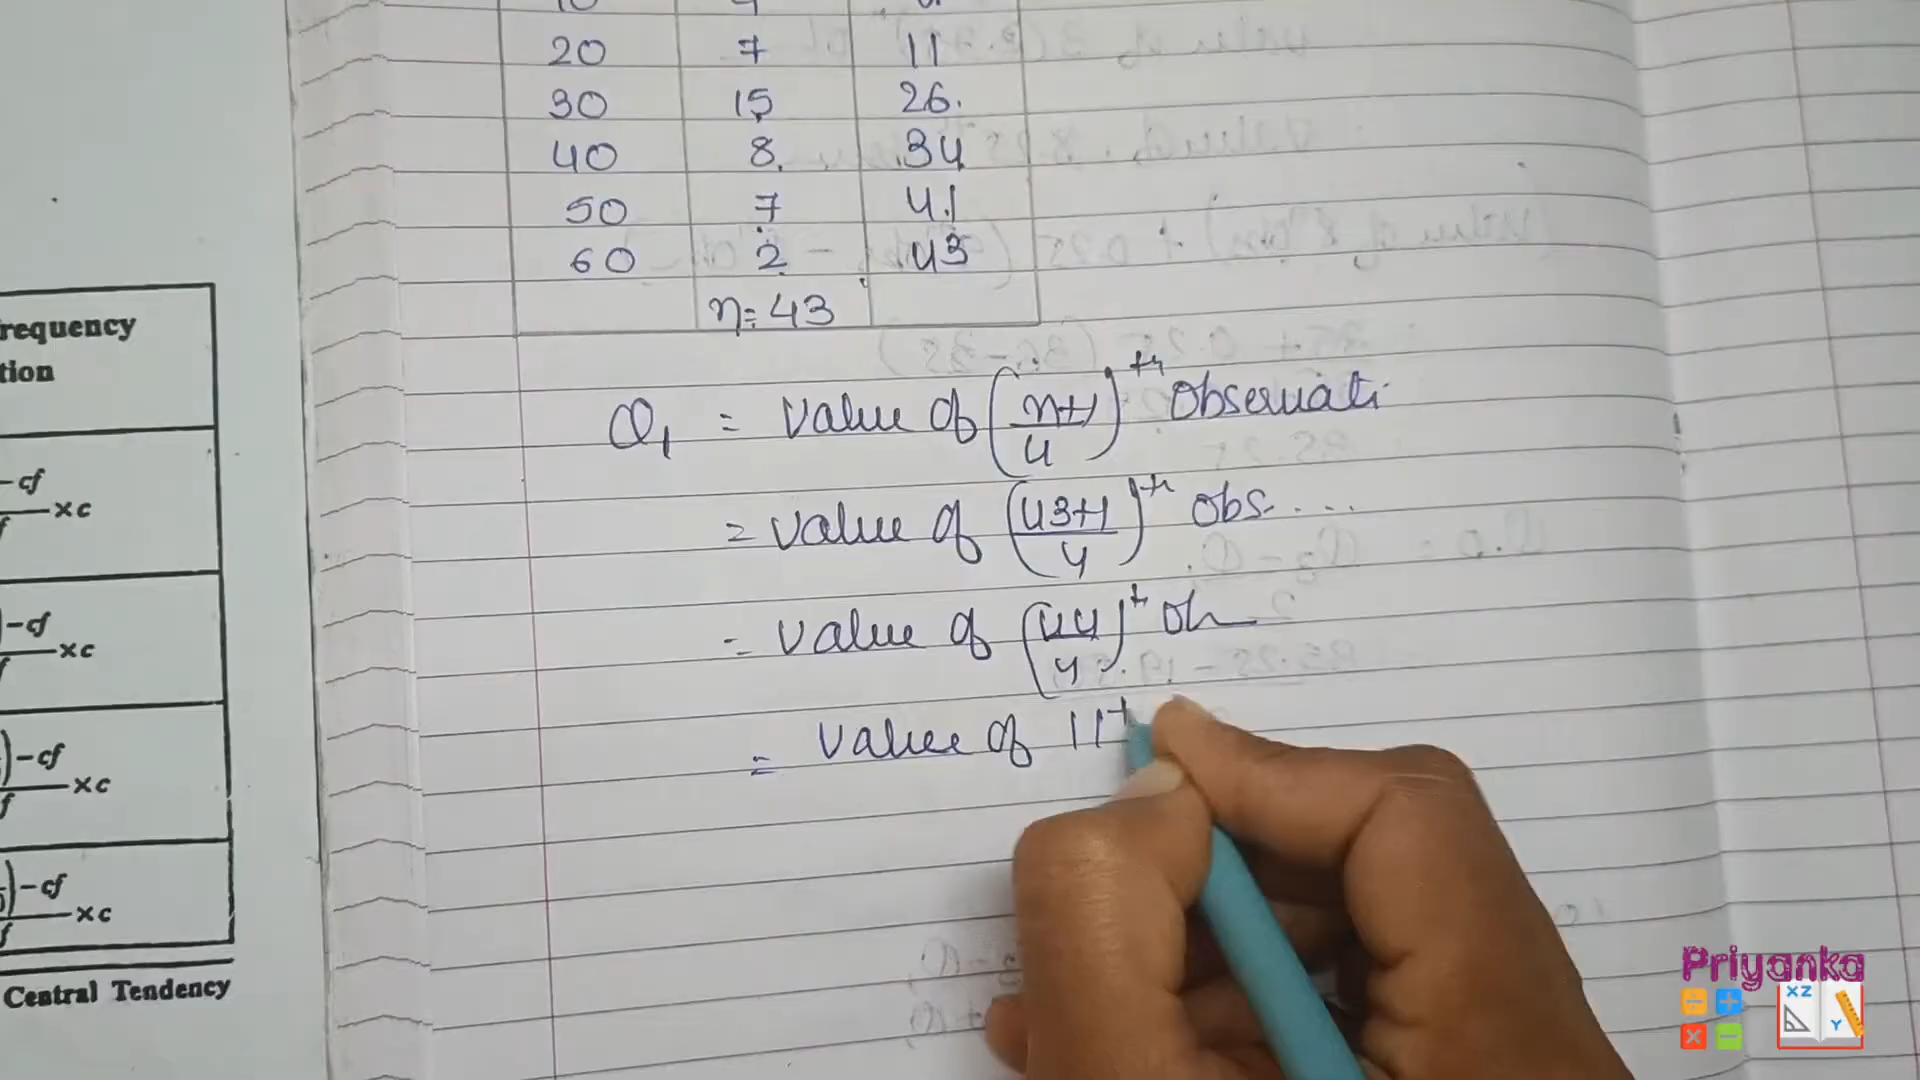 20 7 11
30 15 26.
40 8. 34
50 7 41
60 2 43
n = 43
Q₁ = Value of (n+1/4)th Observati
= Value of (43+1/4)th obs. ...
= Value of (44/4)t Ob
= Value of 11t
requency
tion
-cf
f ×c
)-cf
f ×c
)-cf
f ×c
)-cf
f ×c
Central Tendency
Priyanka
XZ
Y